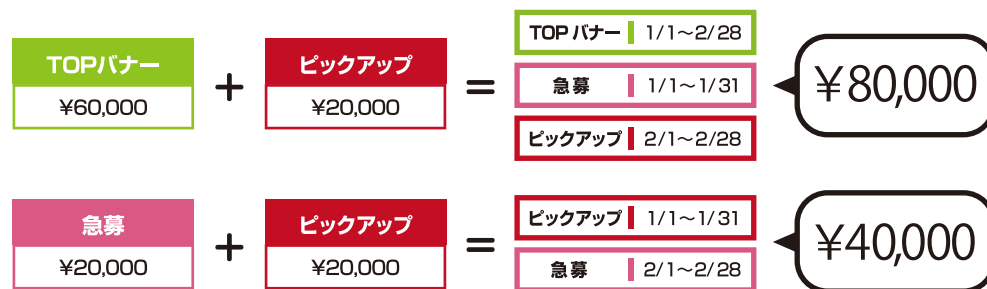 TOPバナー
¥60,000
+
ピックアップ
¥20,000
=
TOP バナー 1/1〜2/28
急募 1/1〜1/31
ピックアップ 2/1〜2/28
¥80,000
急募
¥20,000
+
ピックアップ
¥20,000
=
ピックアップ 1/1〜1/31
急募 2/1〜2/28
¥40,000